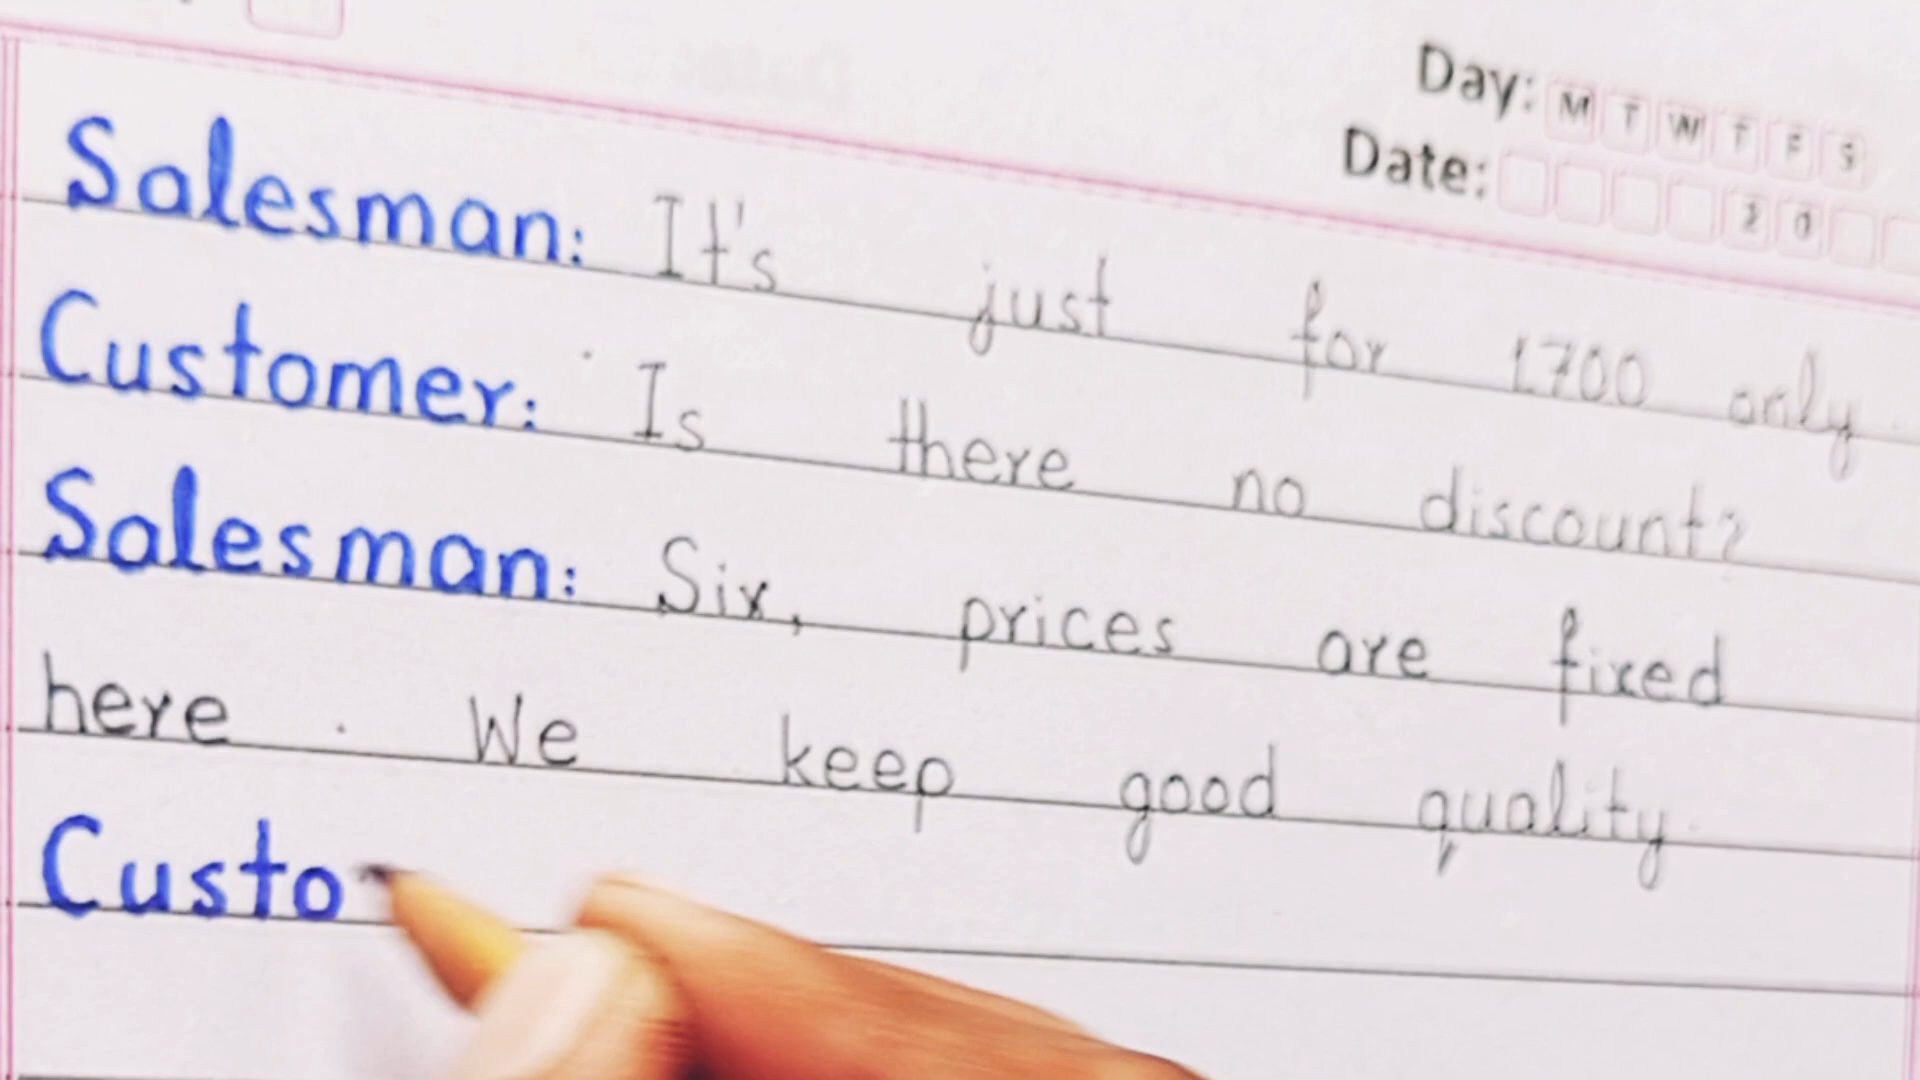 Day: M T W T F S
Date: 2 0
Salesman: It's just for 1700 only.
Customer: Is there no discount?
Salesman: Sir, prices are fixed
here. We keep good quality.
Custo